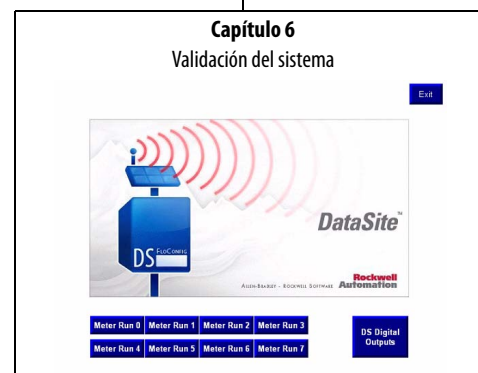 Capítulo 6
Validación del sistema
Exit
DataSite™
DS FLOCONFIG
ALLEN-BRADLEY • ROCKWELL SOFTWARE
Rockwell
Automation
Meter Run 0 Meter Run 1 Meter Run 2 Meter Run 3
Meter Run 4 Meter Run 5 Meter Run 6 Meter Run 7
DS Digital
Outputs